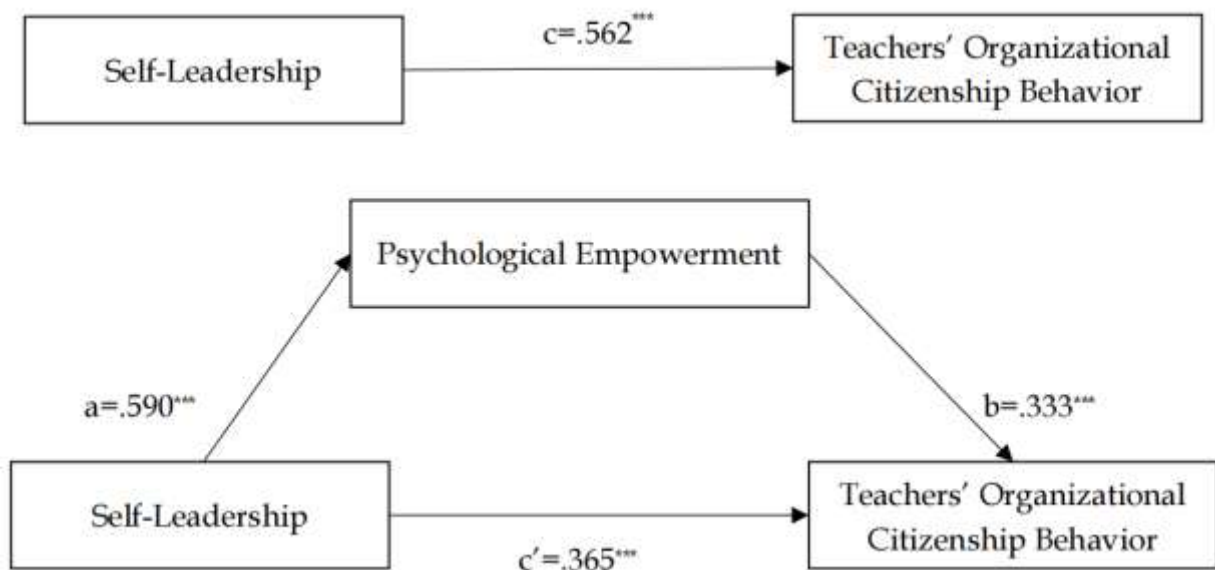 c=.562***
Self-Leadership
Teachers' Organizational
Citizenship Behavior
Psychological Empowerment
a=.590***
b=.333***
Self-Leadership
Teachers' Organizational
Citizenship Behavior
c'=.365***